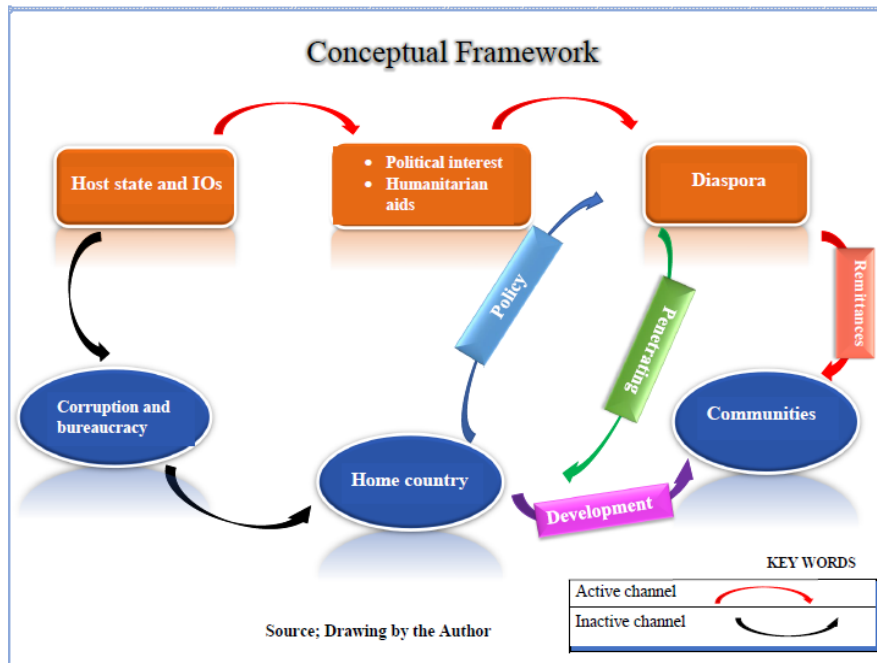 Conceptual Framework
Host state and IOs
• Political interest
• Humanitarian
aids
Diaspora
Policy
Penetrating
Remittances
Corruption and
bureaucracy
Home country
Communities
Development
KEY WORDS
Active channel
Inactive channel
Source; Drawing by the Author